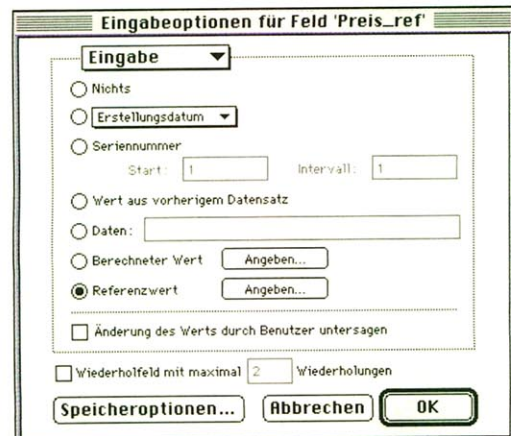 Eingabeoptionen für Feld 'Preis_ref'
Eingabe
Nichts
Erstellungsdatum
Seriennummer
Start: 1 Intervall: 1
Wert aus vorherigem Datensatz
Daten:
Berechneter Wert Angeben...
Referenzwert Angeben...
Änderung des Werts durch Benutzer untersagen
Wiederholfeld mit maximal 2 Wiederholungen
Speicheroptionen... Abbrechen OK